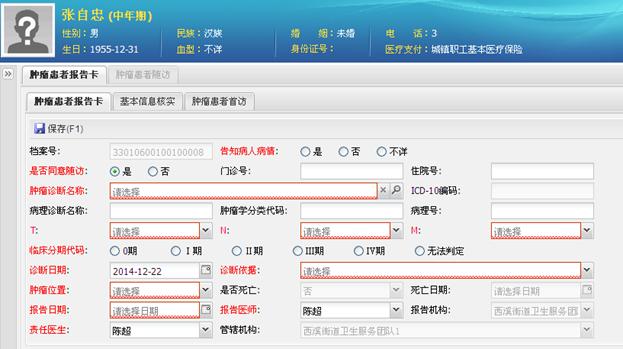 张自忠 (中年期)
性别：男 民族：汉族 婚 姻：未婚 电 话：3
生日：1955-12-31 血型：不详 身份证号： 医疗支付：城镇职工基本医疗保险
肿瘤患者报告卡 肿瘤患者随访
肿瘤患者报告卡 基本信息核实 肿瘤患者首访
保存(F1)
档案号: 33010600100100008 告知病人病情: 是 否 不详
是否同意随访: 是 否 门诊号: 住院号:
肿瘤诊断名称: 请选择 ICD-10编码:
病理诊断名称: 肿瘤学分类代码: 病理号:
T: 请选择 N: 请选择 M: 请选择
临床分期代码: 0期 I 期 II 期 III期 IV期 无法判定
诊断日期: 2014-12-22 诊断依据: 请选择
肿瘤位置: 请选择 是否死亡: 否 死亡日期: 请选择日期
报告日期: 请选择日期 报告医师: 陈超 报告机构: 西溪街道卫生服务团
责任医生: 陈超 管辖机构: 西溪街道卫生服务团队1